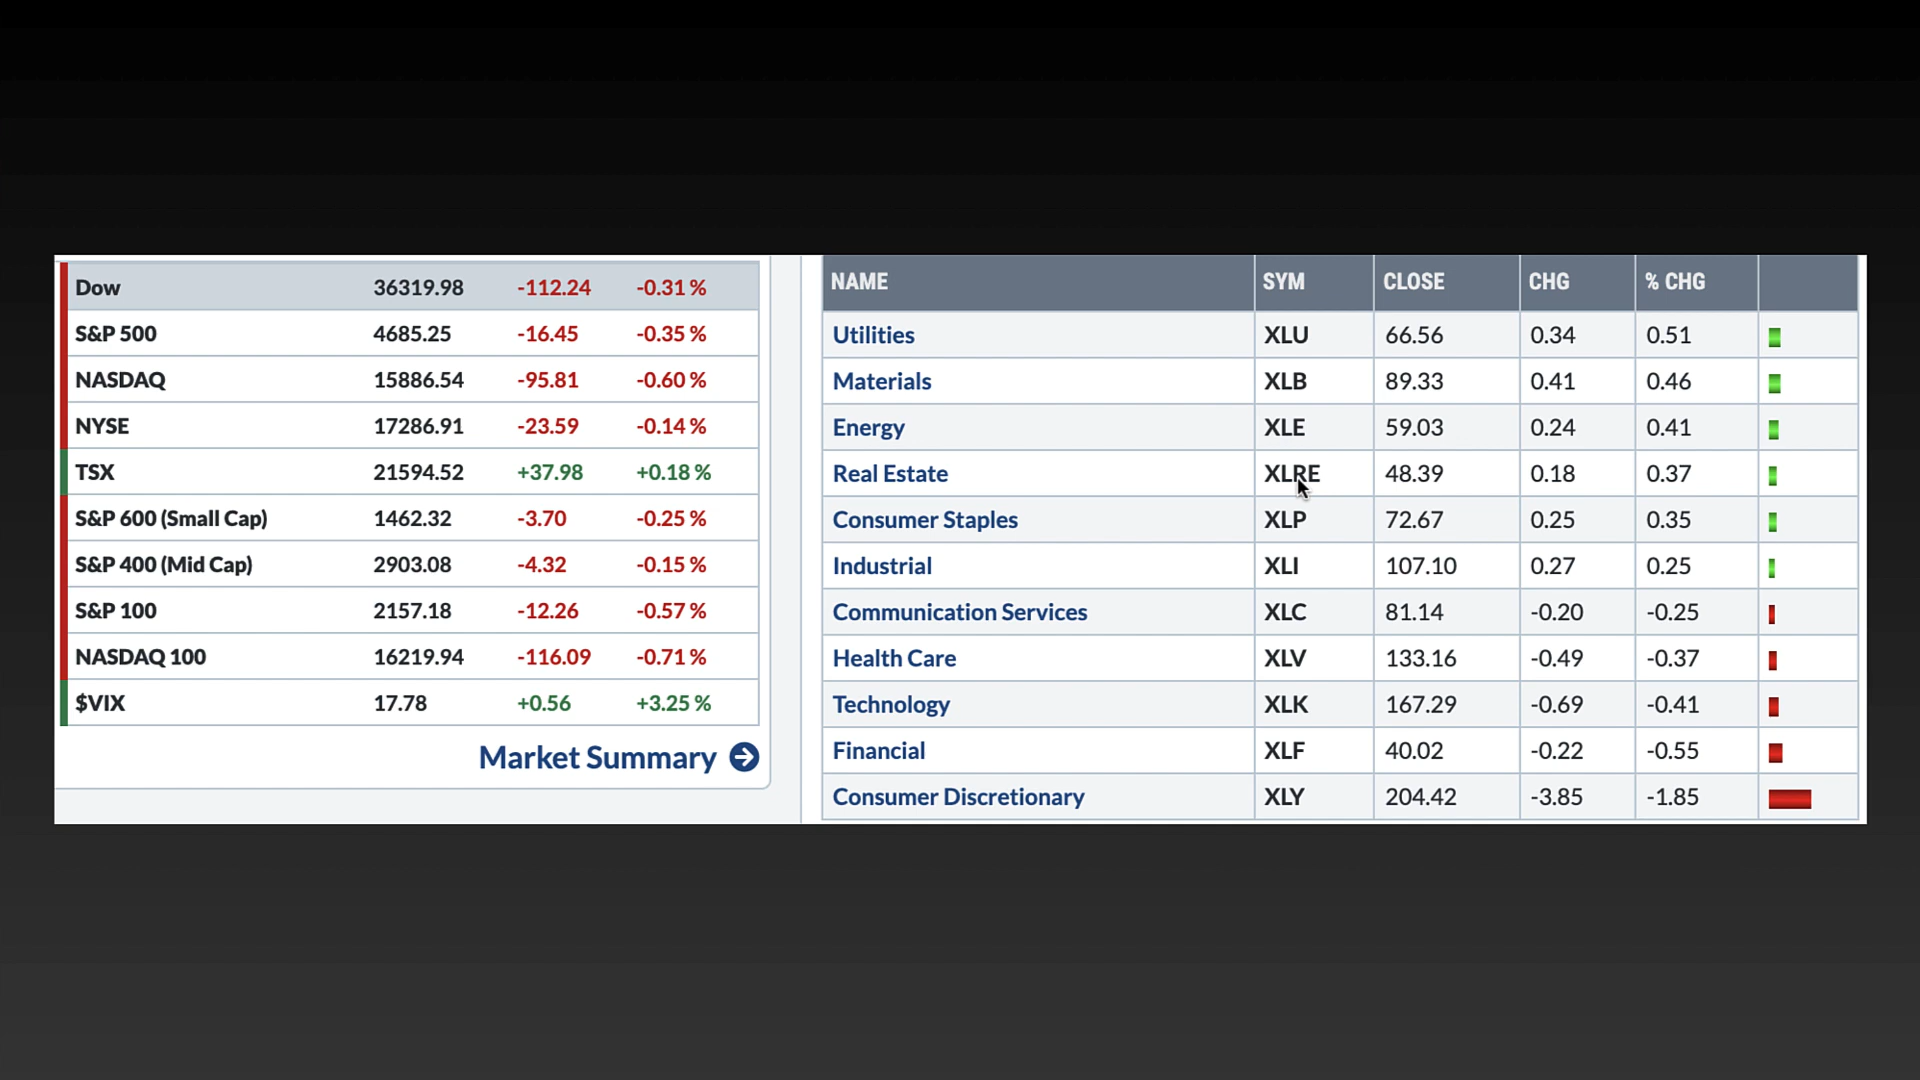 Dow 36319.98 -112.24 -0.31 %
S&P 500 4685.25 -16.45 -0.35 %
NASDAQ 15886.54 -95.81 -0.60 %
NYSE 17286.91 -23.59 -0.14 %
TSX 21594.52 +37.98 +0.18 %
S&P 600 (Small Cap) 1462.32 -3.70 -0.25 %
S&P 400 (Mid Cap) 2903.08 -4.32 -0.15 %
S&P 100 2157.18 -12.26 -0.57 %
NASDAQ 100 16219.94 -116.09 -0.71 %
$VIX 17.78 +0.56 +3.25 %
Market Summary
NAME SYM CLOSE CHG % CHG
Utilities XLU 66.56 0.34 0.51
Materials XLB 89.33 0.41 0.46
Energy XLE 59.03 0.24 0.41
Real Estate XLRE 48.39 0.18 0.37
Consumer Staples XLP 72.67 0.25 0.35
Industrial XLI 107.10 0.27 0.25
Communication Services XLC 81.14 -0.20 -0.25
Health Care XLV 133.16 -0.49 -0.37
Technology XLK 167.29 -0.69 -0.41
Financial XLF 40.02 -0.22 -0.55
Consumer Discretionary XLY 204.42 -3.85 -1.85